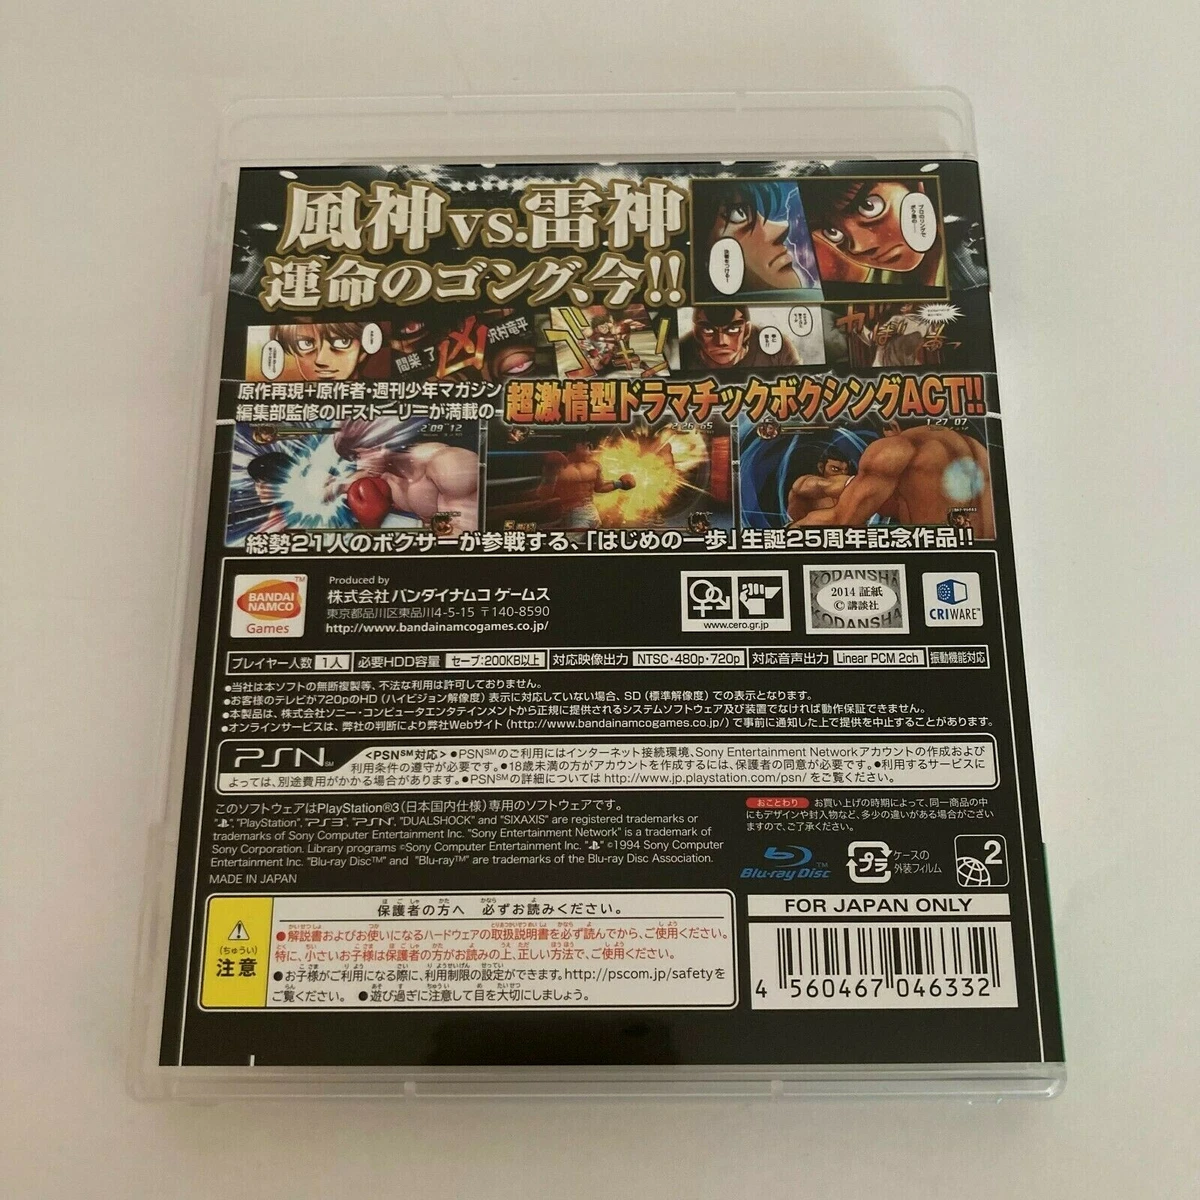 風神vs.雷神
運命のゴング、今!!
間柴 了
沢村竜平
原作再現+原作者・週刊少年マガジン
編集部監修のIFストーリーが満載の
超激情型ドラマチックボクシングACT!!
総勢21人のボクサーが参戦する、「はじめの一歩」生誕25周年記念作品!!
BANDAI
NAMCO
Games
Produced by
株式会社 バンダイナムコ ゲームス
東京都品川区東品川4-5-15 〒140-8590
http://www.bandainamcogames.co.jp/
www.cero.gr.jp
KODANSHA
2014 証紙
© 講談社
KODANSHA
CRIWARE™
プレイヤー人数 1人 必要HDD容量 セーブ:200KB以上 対応映像出力 NTSC・480p・720p 対応音声出力 Linear PCM 2ch 振動機能対応
●当社は本ソフトの無断複製等、不法な利用は許可しておりません。
●お客様のテレビが720pのHD(ハイビジョン解像度)表示に対応していない場合、SD(標準解像度)での表示となります。
●本製品は、株式会社ソニー・コンピュータエンタテインメントから正規に提供されるシステムソフトウェア及び装置でなければ動作保証できません。
●オンラインサービスは、弊社の判断により弊社Webサイト(http://www.bandainamcogames.co.jp/)で事前に通知した上で提供を中止することがあります。
PSN℠ <PSN℠対応> ●PSN℠のご利用にはインターネット接続環境、Sony Entertainment Networkアカウントの作成および
利用条件の遵守が必要です。●18歳未満の方がアカウントを作成するには、保護者の同意が必要です。●利用するサービスに
よっては、別途費用がかかる場合があります。●PSN℠の詳細については http://www.jp.playstation.com/psn/ をご覧ください。
このソフトウェアはPlayStation®3(日本国内仕様)専用のソフトウェアです。
"", "PlayStation", "PS3", "PSN", "DUALSHOCK" and "SIXAXIS" are registered trademarks or
trademarks of Sony Computer Entertainment Inc. "Sony Entertainment Network" is a trademark of
Sony Corporation. Library programs ©Sony Computer Entertainment Inc. "" ©1994 Sony Computer
Entertainment Inc. "Blu-ray Disc™" and "Blu-ray™" are trademarks of the Blu-ray Disc Association.
MADE IN JAPAN
おことわり お買い上げの時期によって、同一商品の中
にもデザインや封入物など、多少の違いがある場合がござい
ますので、ご了承ください。
Blu-ray Disc™
プラ
ケースの
外装フィルム
2
(ちゅうい)
注意
保護者の方へ 必ずお読みください。
●解説書およびお使いになるハードウェアの取扱説明書を必ず読んでから、ご使用ください。
特に、小さいお子様は保護者の方がお読みの上、正しい方法で、ご使用ください。
●お子様がご利用になる際に、利用制限の設定ができます。http://pscom.jp/safetyを
ご覧ください。 ●遊び過ぎに注意して目を大切にしましょう。
FOR JAPAN ONLY
4 560467 046332